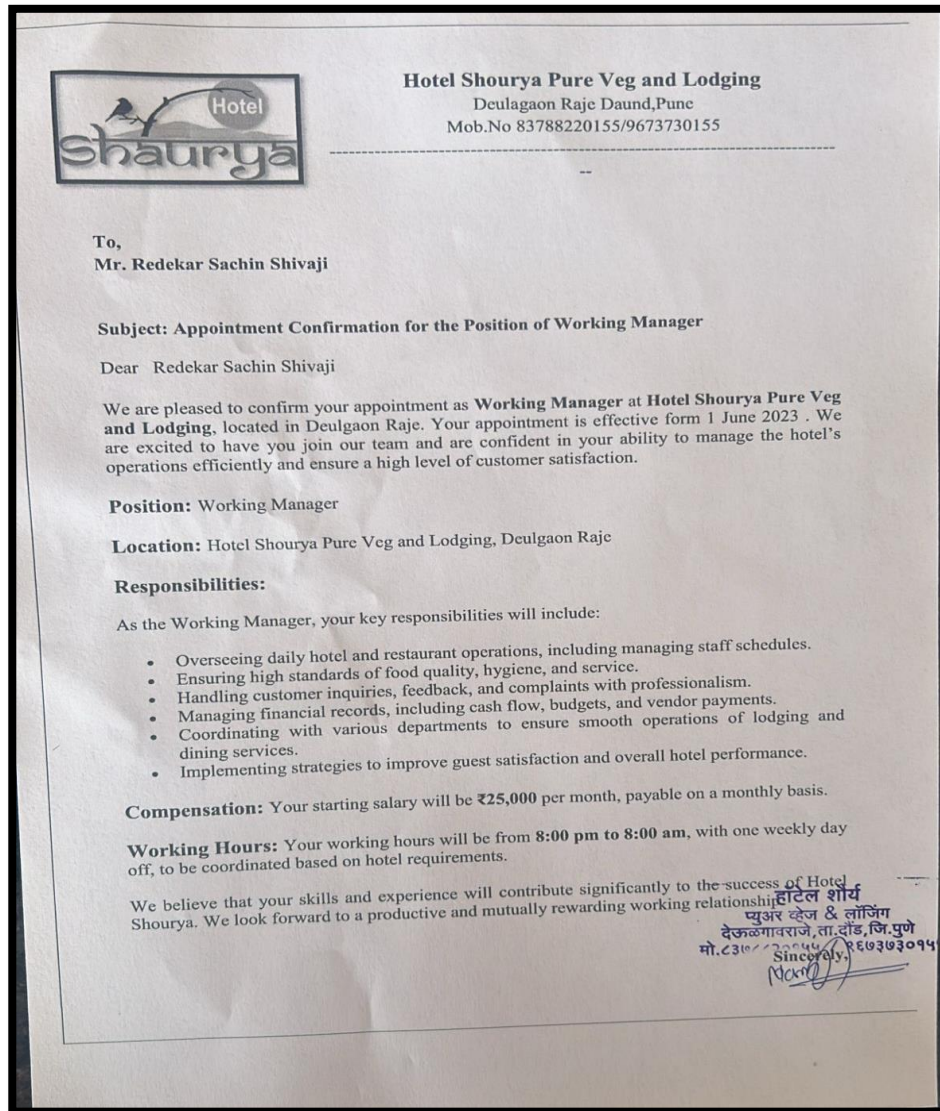 Hotel
Shaurya
Hotel Shourya Pure Veg and Lodging
Deulagaon Raje Daund,Pune
Mob.No 83788220155/9673730155
--------------------------------------------------------------------------------
--
To,
Mr. Redekar Sachin Shivaji
Subject: Appointment Confirmation for the Position of Working Manager
Dear Redekar Sachin Shivaji
We are pleased to confirm your appointment as Working Manager at Hotel Shourya Pure Veg
and Lodging, located in Deulgaon Raje. Your appointment is effective form 1 June 2023 . We
are excited to have you join our team and are confident in your ability to manage the hotel's
operations efficiently and ensure a high level of customer satisfaction.
Position: Working Manager
Location: Hotel Shourya Pure Veg and Lodging, Deulgaon Raje
Responsibilities:
As the Working Manager, your key responsibilities will include:
• Overseeing daily hotel and restaurant operations, including managing staff schedules.
• Ensuring high standards of food quality, hygiene, and service.
• Handling customer inquiries, feedback, and complaints with professionalism.
• Managing financial records, including cash flow, budgets, and vendor payments.
• Coordinating with various departments to ensure smooth operations of lodging and
dining services.
• Implementing strategies to improve guest satisfaction and overall hotel performance.
Compensation: Your starting salary will be ₹25,000 per month, payable on a monthly basis.
Working Hours: Your working hours will be from 8:00 pm to 8:00 am, with one weekly day
off, to be coordinated based on hotel requirements.
We believe that your skills and experience will contribute significantly to the success of Hotel
Shourya. We look forward to a productive and mutually rewarding working relationship
हॉटेल शौर्य
प्युअर व्हेज & लॉजिंग
देऊळगावराजे,ता.दौंड,जि.पुणे
मो.
Sincerely,